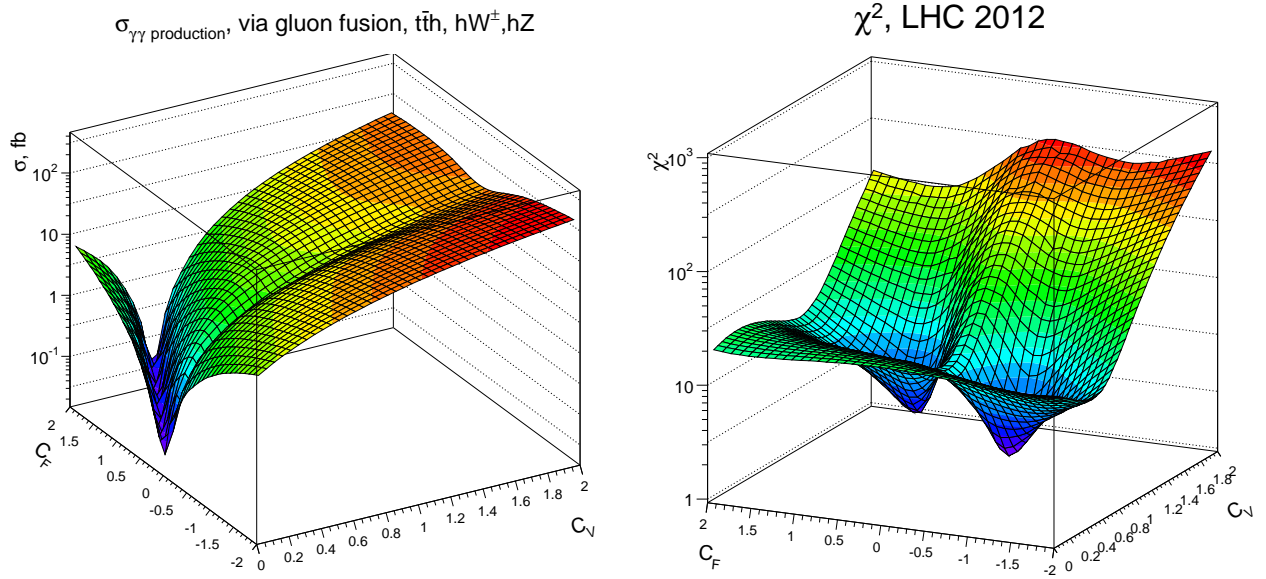 σγγ production, via gluon fusion, tt̄h, hW±,hZ
σ, fb
10²
10
1
10⁻¹
2
1.5
1
0.5
0
-0.5
-1
-1.5
-2
C_F
0 0.2 0.4 0.6 0.8 1 1.2 1.4 1.6 1.8 2
C_V
χ², LHC 2012
χ²
10³
10²
10
1
2 1.5 1 0.5 0 -0.5 -1 -1.5 -2
C_F
0 0.2 0.4 0.6 0.8 1 1.2 1.4 1.6 1.8 2
C_V